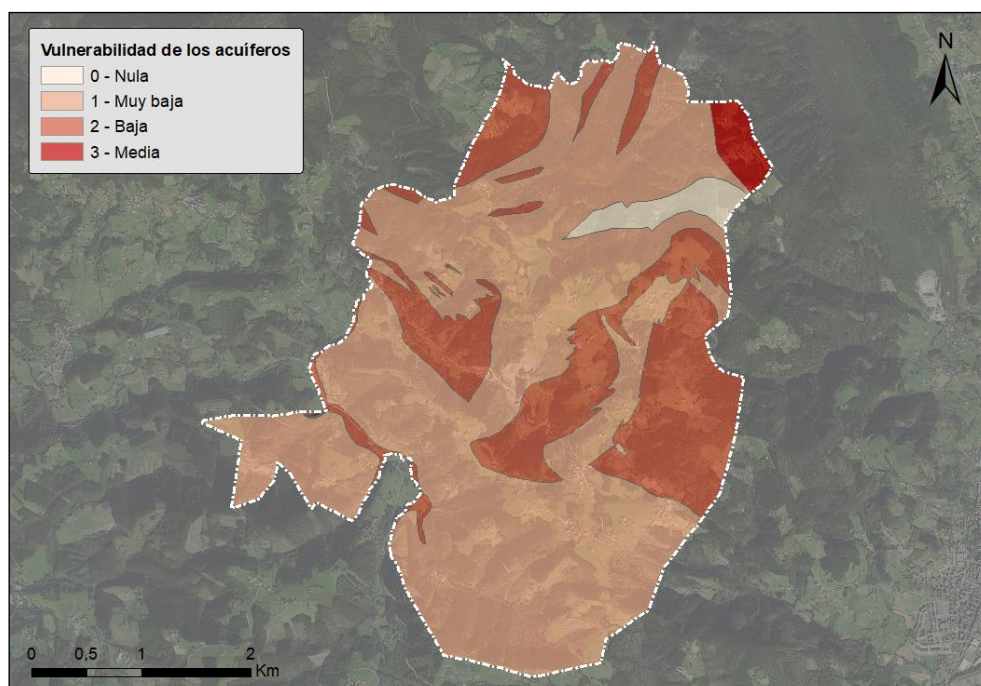 Vulnerabilidad de los acuíferos
0 - Nula
1 - Muy baja
2 - Baja
3 - Media
N
0 0,5 1 2
Km